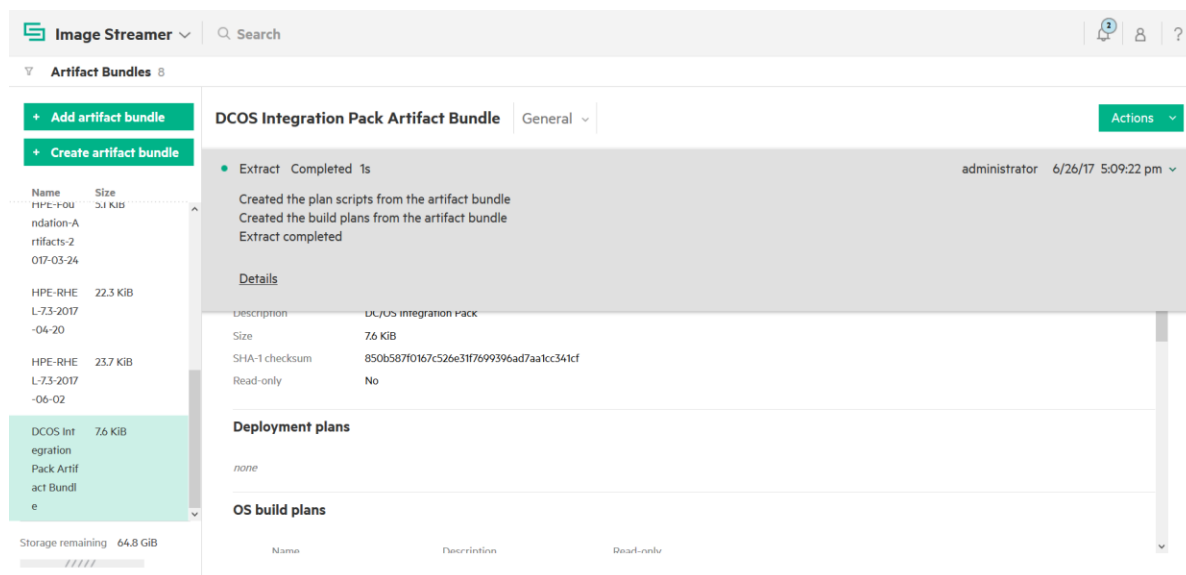 Image Streamer
Search
2
?
Artifact Bundles 8
+ Add artifact bundle
+ Create artifact bundle
Name Size
HPE-Fou 5.1 KiB
ndation-A
rtifacts-2
017-03-24
HPE-RHE 22.3 KiB
L-7.3-2017
-04-20
HPE-RHE 23.7 KiB
L-7.3-2017
-06-02
DCOS Int 7.6 KiB
egration
Pack Artif
act Bundl
e
Storage remaining 64.8 GiB
DCOS Integration Pack Artifact Bundle General
Actions
Extract Completed 1s administrator 6/26/17 5:09:22 pm
Created the plan scripts from the artifact bundle
Created the build plans from the artifact bundle
Extract completed
Details
Description DC/OS Integration Pack
Size 7.6 KiB
SHA-1 checksum 850b587f0167c526e31f7699396ad7aa1cc341cf
Read-only No
Deployment plans
none
OS build plans
Name Description Read-only